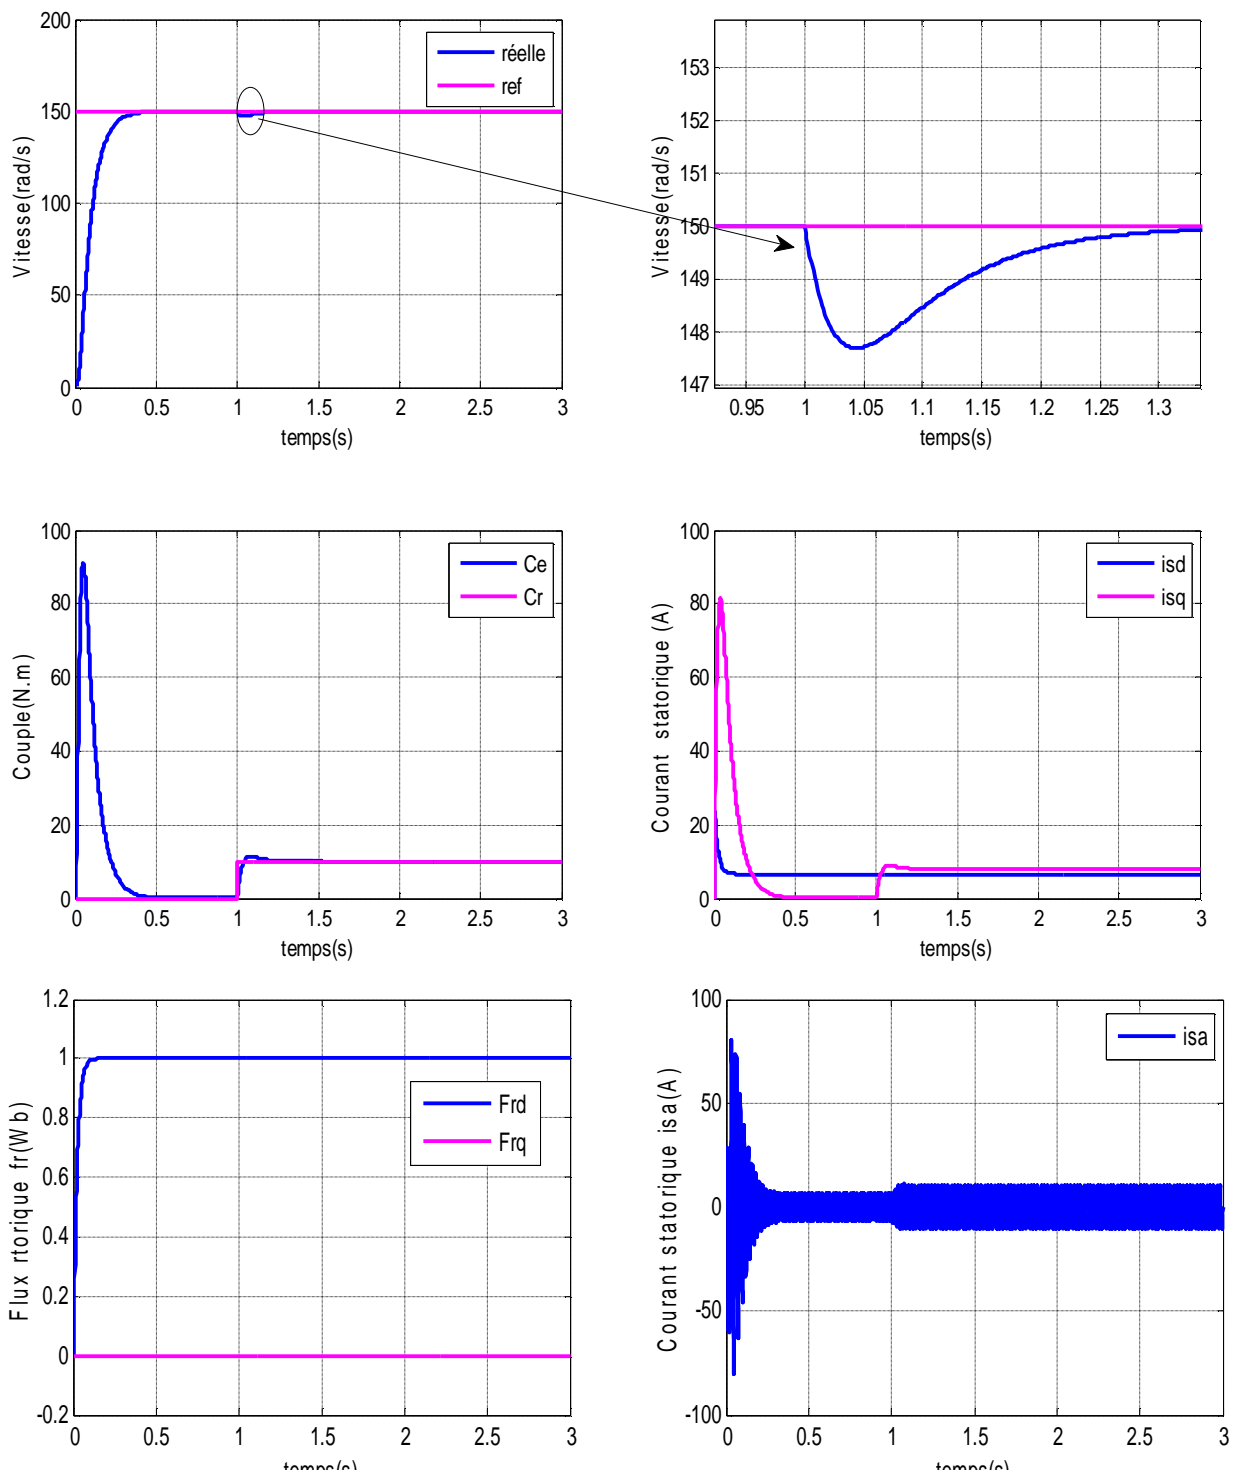 200
150
100
50
0
0 0.5 1 1.5 2 2.5 3
Vitesse(rad/s)
temps(s)
réelle
ref
153
152
151
150
149
148
147
0.95 1 1.05 1.1 1.15 1.2 1.25 1.3
Vitesse(rad/s)
temps(s)
100
80
60
40
20
0
0 0.5 1 1.5 2 2.5 3
Couple(N.m)
temps(s)
Ce
Cr
100
80
60
40
20
0
0 0.5 1 1.5 2 2.5 3
Courant statorique (A)
temps(s)
isd
isq
1.2
1
0.8
0.6
0.4
0.2
0
-0.2
0 0.5 1 1.5 2 2.5 3
Flux rtorique fr(Wb)
temps(s)
Frd
Frq
100
50
0
-50
-100
0 0.5 1 1.5 2 2.5 3
Courant statorique isa(A)
temps(s)
isa